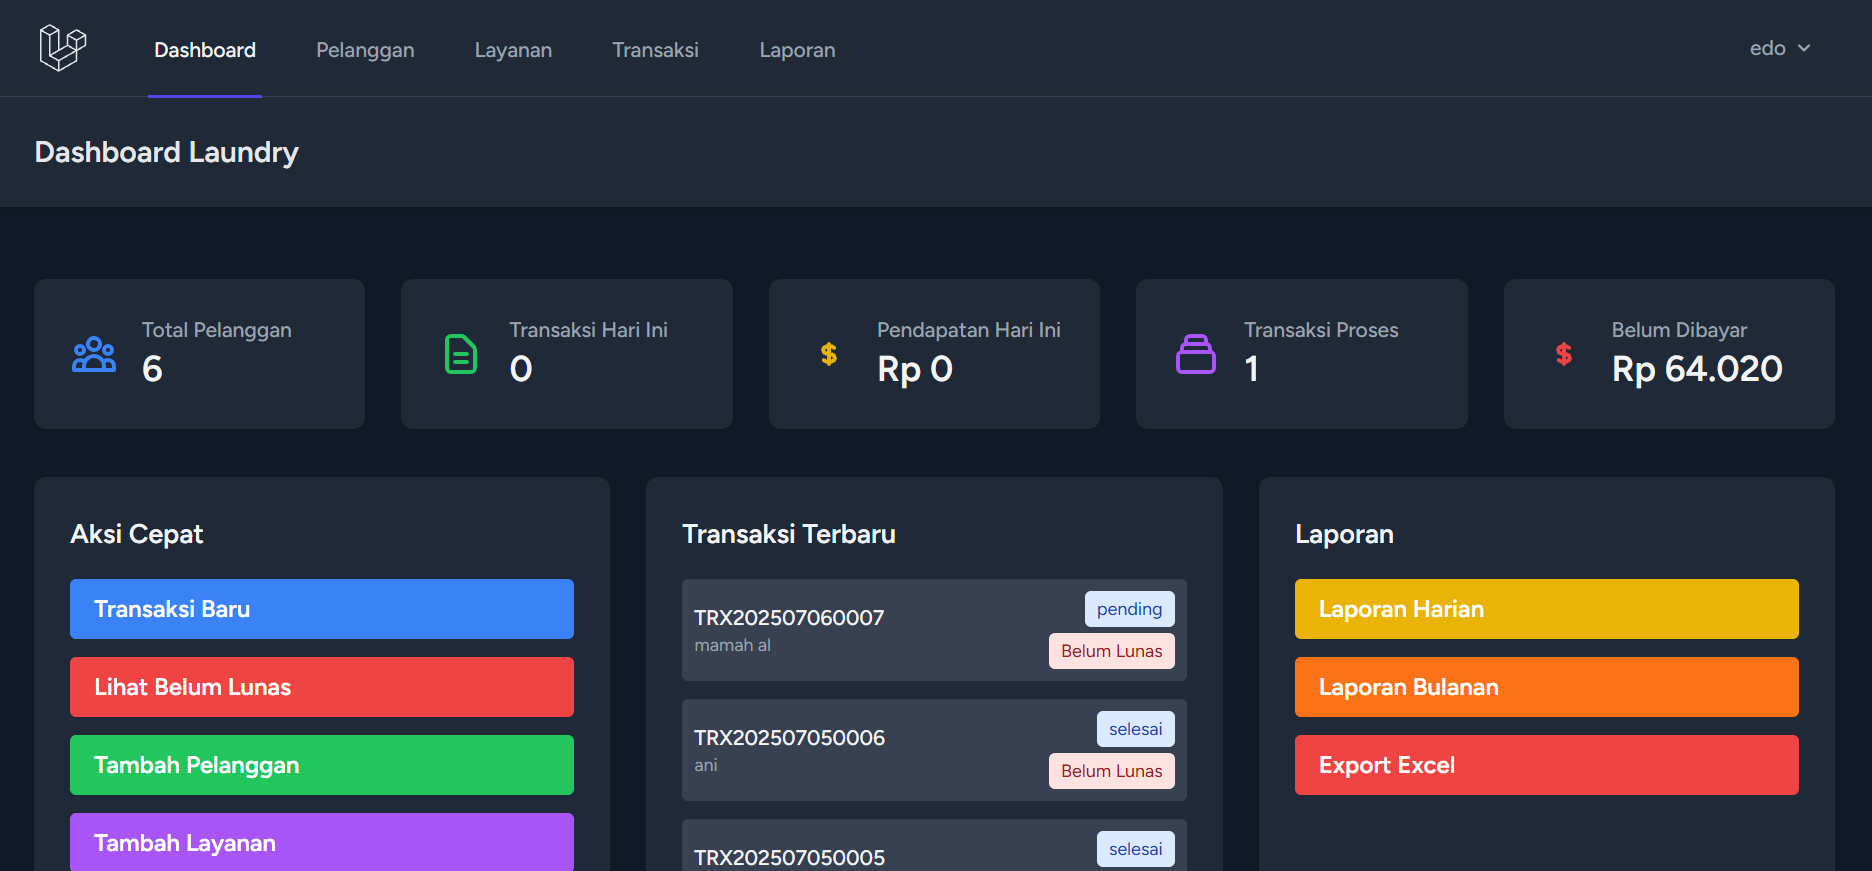 Dashboard
Pelanggan
Layanan
Transaksi
Laporan
edo
Dashboard Laundry
Total Pelanggan
6
Transaksi Hari Ini
0
Pendapatan Hari Ini
Rp 0
Transaksi Proses
1
Belum Dibayar
Rp 64.020
Aksi Cepat
Transaksi Baru
Lihat Belum Lunas
Tambah Pelanggan
Tambah Layanan
Transaksi Terbaru
TRX202507060007
mamah al
pending
Belum Lunas
TRX202507050006
ani
selesai
Belum Lunas
TRX202507050005
selesai
Laporan
Laporan Harian
Laporan Bulanan
Export Excel